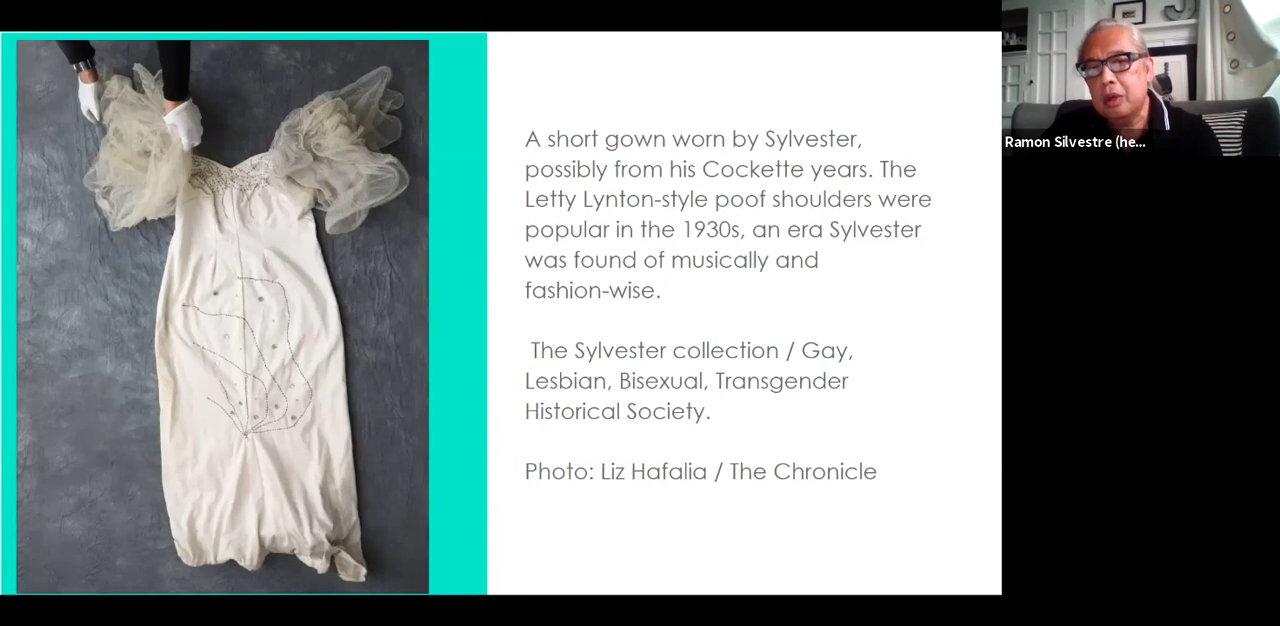 A short gown worn by Sylvester,
possibly from his Cockette years. The
Letty Lynton-style poof shoulders were
popular in the 1930s, an era Sylvester
was found of musically and
fashion-wise.
The Sylvester collection / Gay,
Lesbian, Bisexual, Transgender
Historical Society.
Photo: Liz Hafalia / The Chronicle
Ramon Silvestre (he...